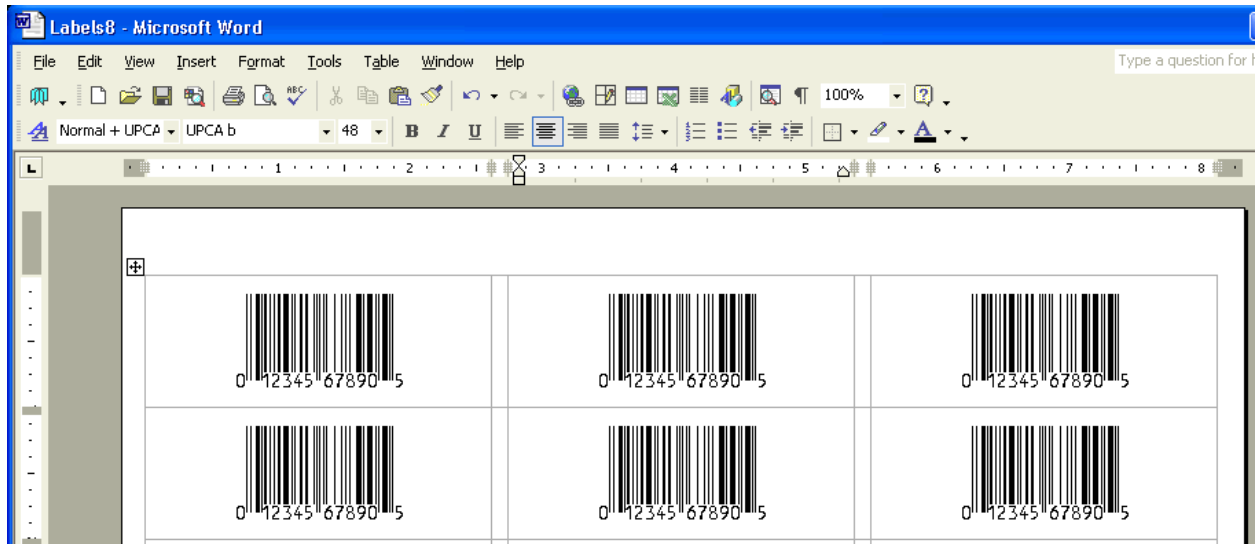 Labels8 - Microsoft Word
File Edit View Insert Format Tools Table Window Help Type a question for h
ABC 100%
Normal + UPCA UPCA b 48 B I U A
L 1 2 3 4 5 6 7 8
0 12345 67890 5 0 12345 67890 5 0 12345 67890 5
0 12345 67890 5 0 12345 67890 5 0 12345 67890 5